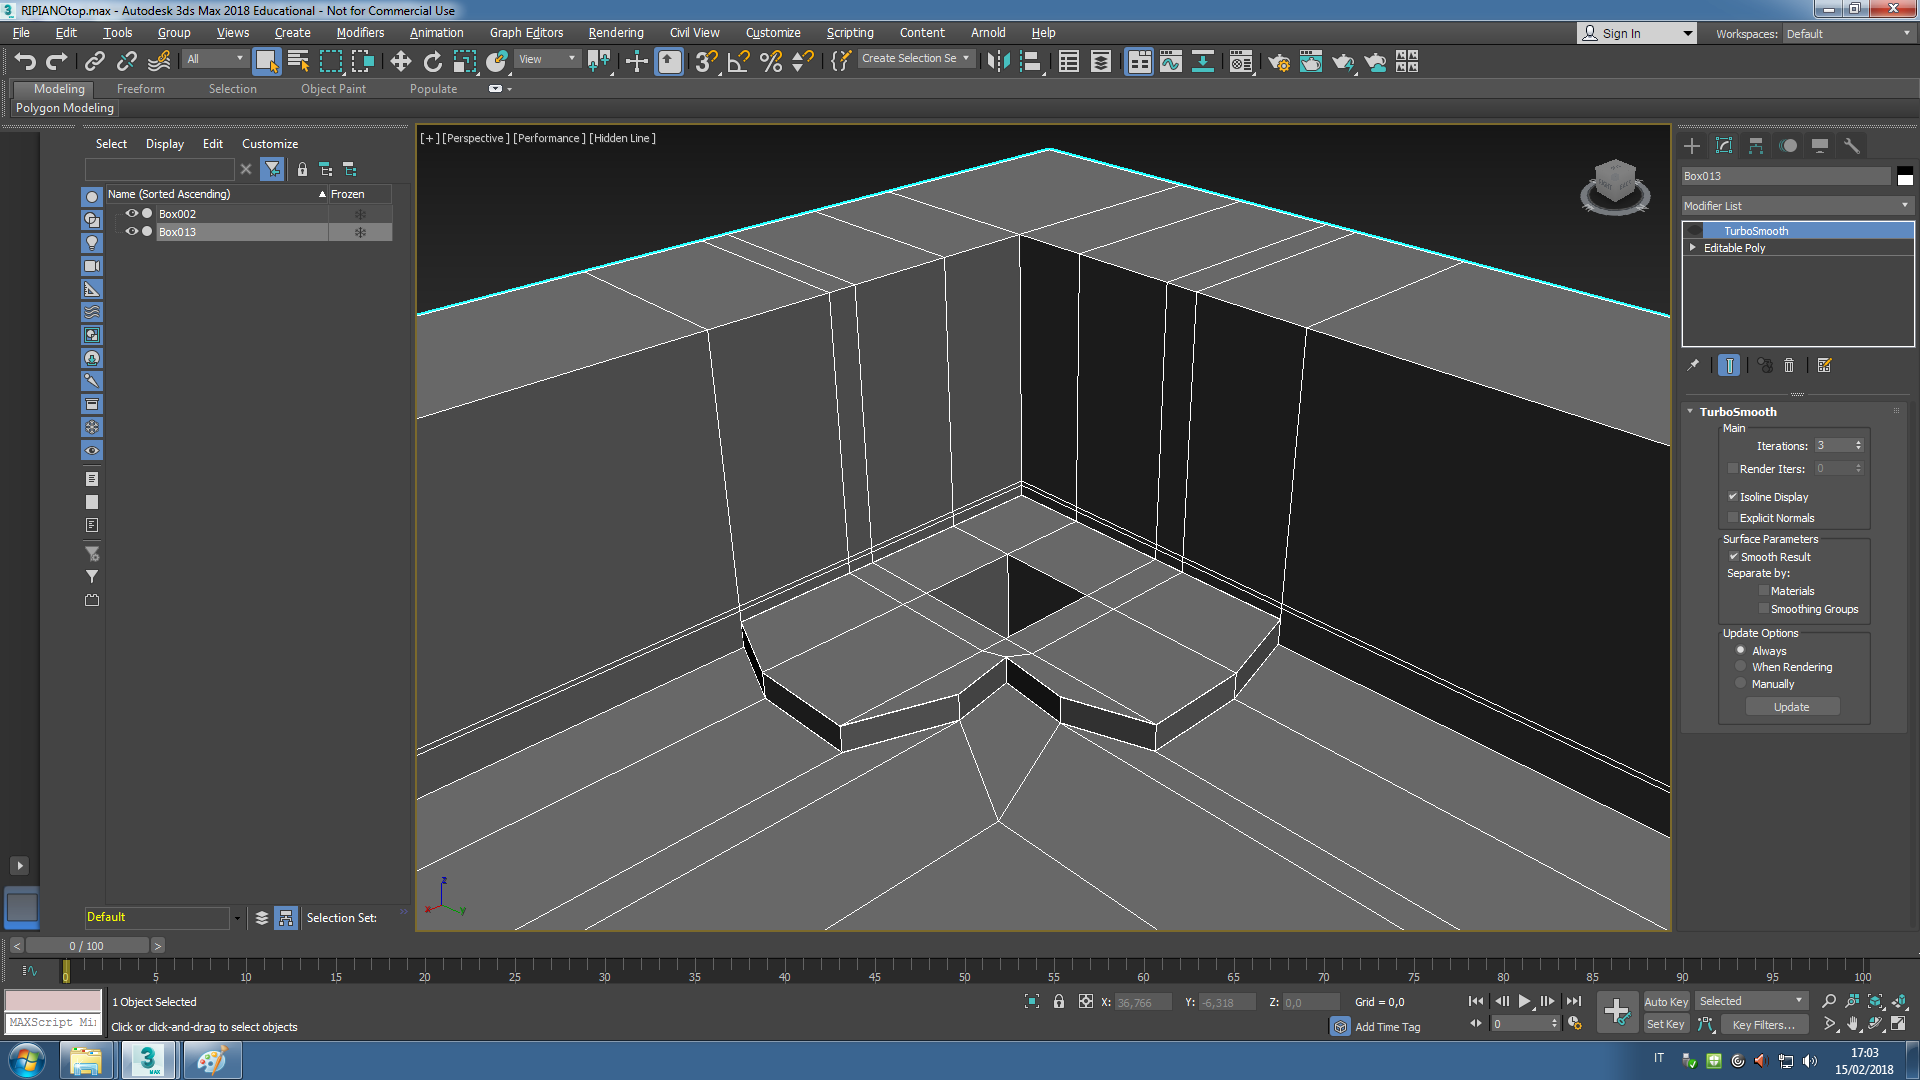 RIPIANOtop.max - Autodesk 3ds Max 2018 Educational - Not for Commercial Use
File Edit Tools Group Views Create Modifiers Animation Graph Editors Rendering Civil View Customize Scripting Content Arnold Help
Sign In Workspaces: Default
All View Create Selection Se
Modeling Freeform Selection Object Paint Populate
Polygon Modeling
Select Display Edit Customize
Name (Sorted Ascending) Frozen
Box002
Box013
[+] [Perspective] [Performance] [Hidden Line]
Box013
Modifier List
TurboSmooth
Editable Poly
TurboSmooth
Main
Iterations: 3
Render Iters: 0
Isoline Display
Explicit Normals
Surface Parameters
Smooth Result
Separate by:
Materials
Smoothing Groups
Update Options
Always
When Rendering
Manually
Update
z
x
y
Default Selection Set:
< 0 / 100 >
0 5 10 15 20 25 30 35 40 45 50 55 60 65 70 75 80 85 90 95 100
1 Object Selected X: 36,766 Y: -6,318 Z: 0,0 Grid = 0,0 Auto Key Selected
MAXScript Mi Click or click-and-drag to select objects Add Time Tag 0 Set Key Key Filters...
3
MAX
IT
17:03
15/02/2018